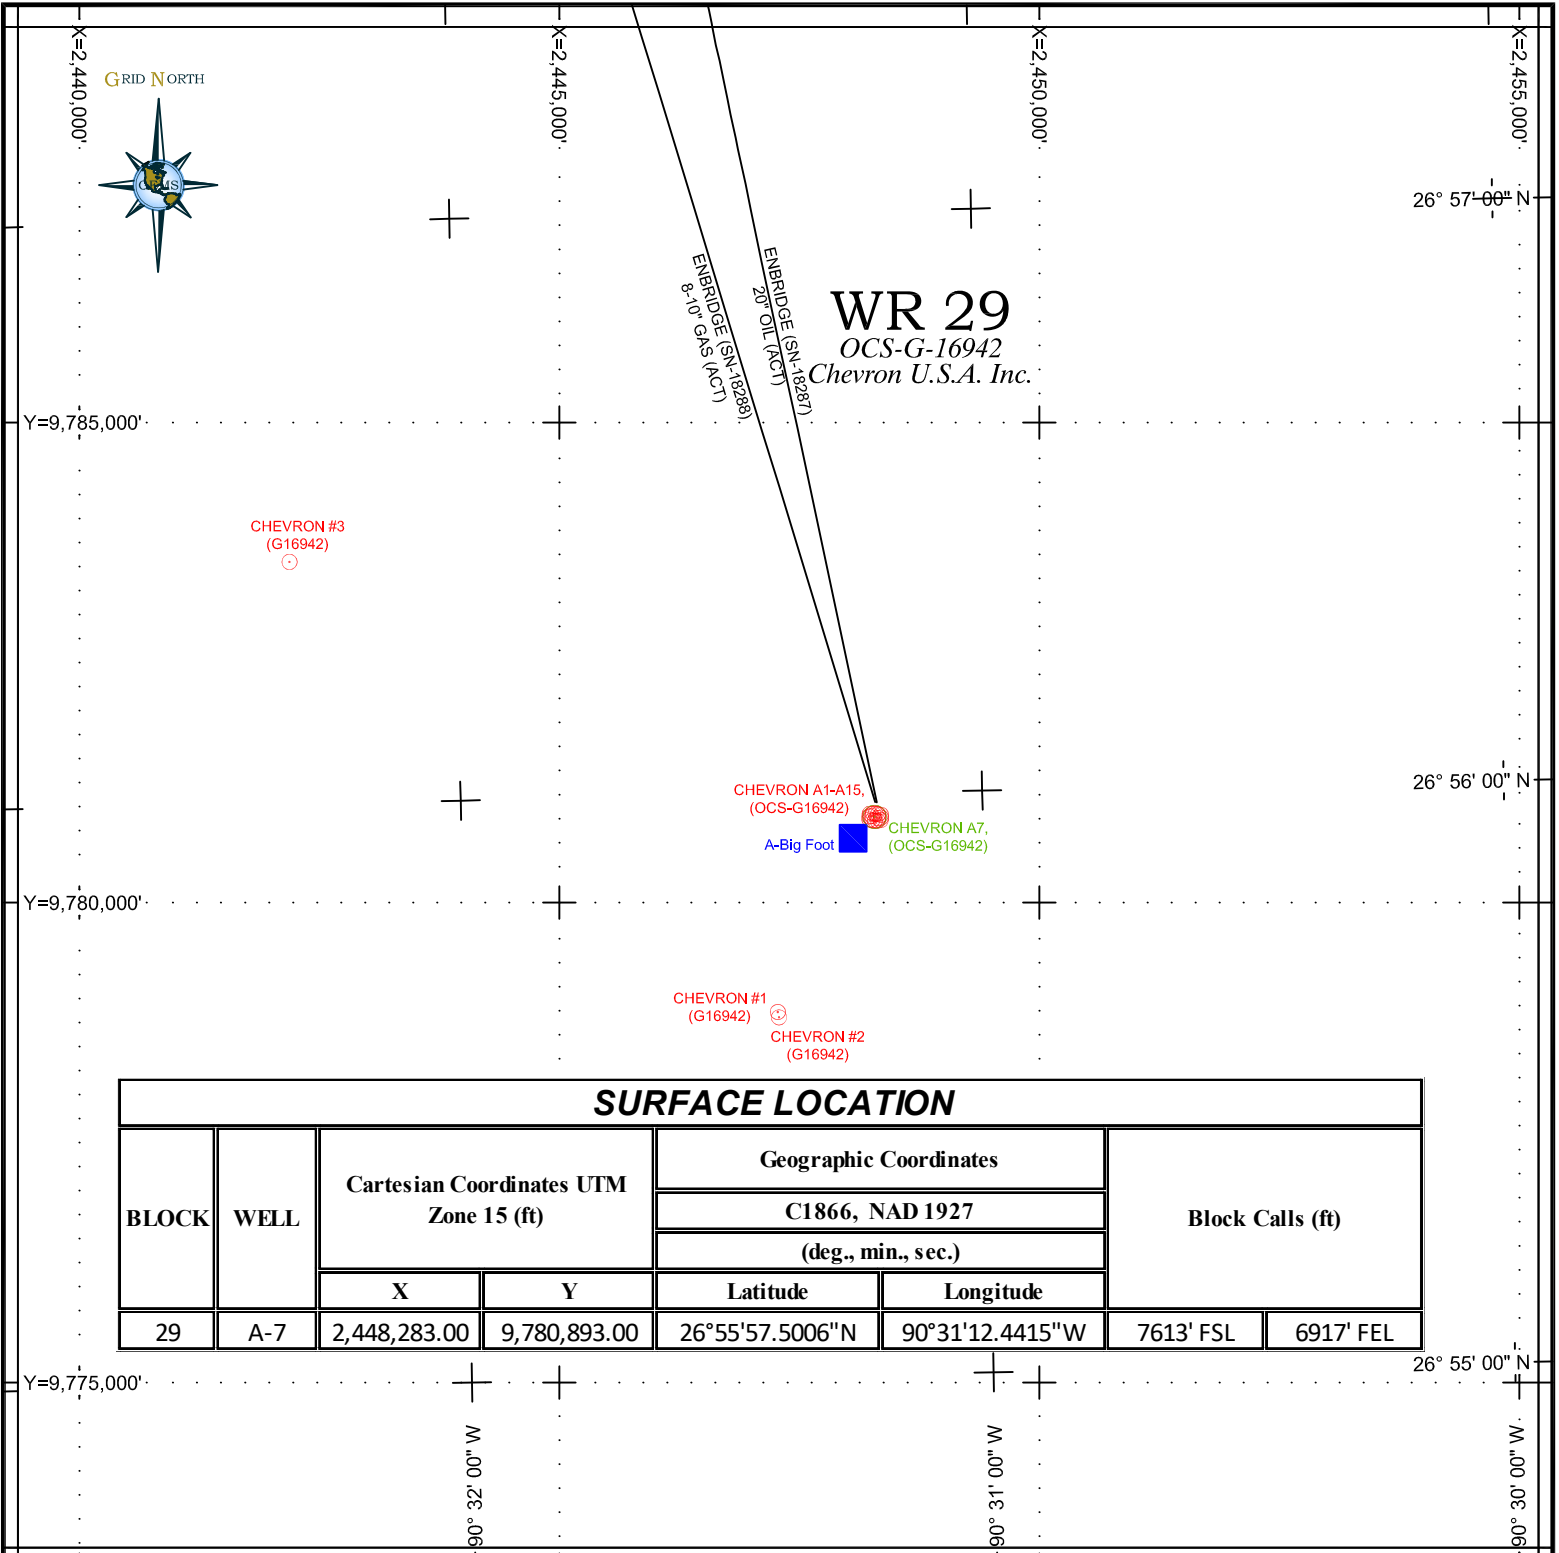 X=2,440,000'
X=2,445,000'
X=2,450,000'
X=2,455,000'
GRID NORTH
GEMS
26° 57' 00" N
ENBRIDGE (SN-18288)
8-10" GAS (ACT)
ENBRIDGE (SN-18287)
20" OIL (ACT)
WR 29
OCS-G-16942
Chevron U.S.A. Inc.
Y=9,785,000'
CHEVRON #3
(G16942)
26° 56' 00" N
CHEVRON A1-A15,
(OCS-G16942)
CHEVRON A7,
(OCS-G16942)
A-Big Foot
Y=9,780,000'
CHEVRON #1
(G16942)
CHEVRON #2
(G16942)
SURFACE LOCATION
BLOCK
WELL
Cartesian Coordinates UTM
Zone 15 (ft)
Geographic Coordinates
C1866, NAD 1927
(deg., min., sec.)
Block Calls (ft)
X
Y
Latitude
Longitude
29
A-7
2,448,283.00
9,780,893.00
26°55'57.5006"N
90°31'12.4415"W
7613' FSL
6917' FEL
26° 55' 00" N
Y=9,775,000'
90° 32' 00" W
90° 31' 00" W
90° 30' 00" W